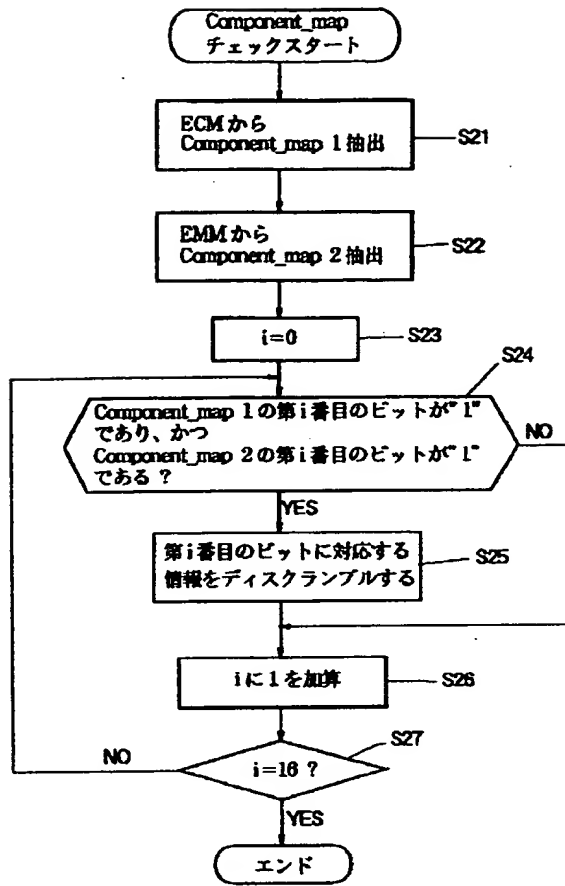 Component_map
チェックスタート
ECMから
Component_map 1抽出
S21
EMMから
Component_map 2抽出
S22
i=0
S23
S24
Component_map 1の第i番目のビットが"1"
であり、かつ
Component_map 2の第i番目のビットが"1"
である?
NO
YES
第i番目のビットに対応する
情報をディスクランブルする
S25
iに1を加算
S26
S27
NO
i=16 ?
YES
エンド